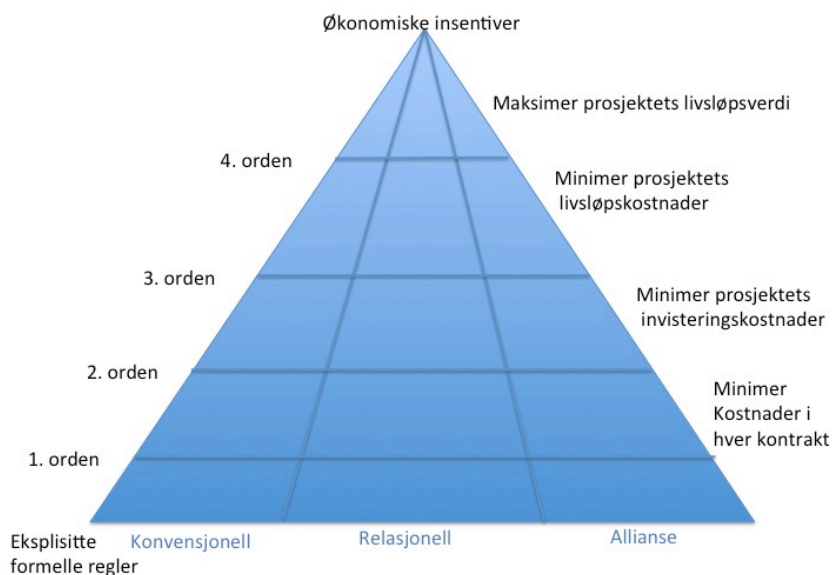 Økonomiske insentiver
Maksimer prosjektets livsløpsverdi
4. orden
Minimer prosjektets
livsløpskostnader
3. orden
Minimer prosjektets
invisteringskostnader
2. orden
Minimer
Kostnader i
hver kontrakt
1. orden
Eksplisitte
formelle regler
Konvensjonell
Relasjonell
Allianse